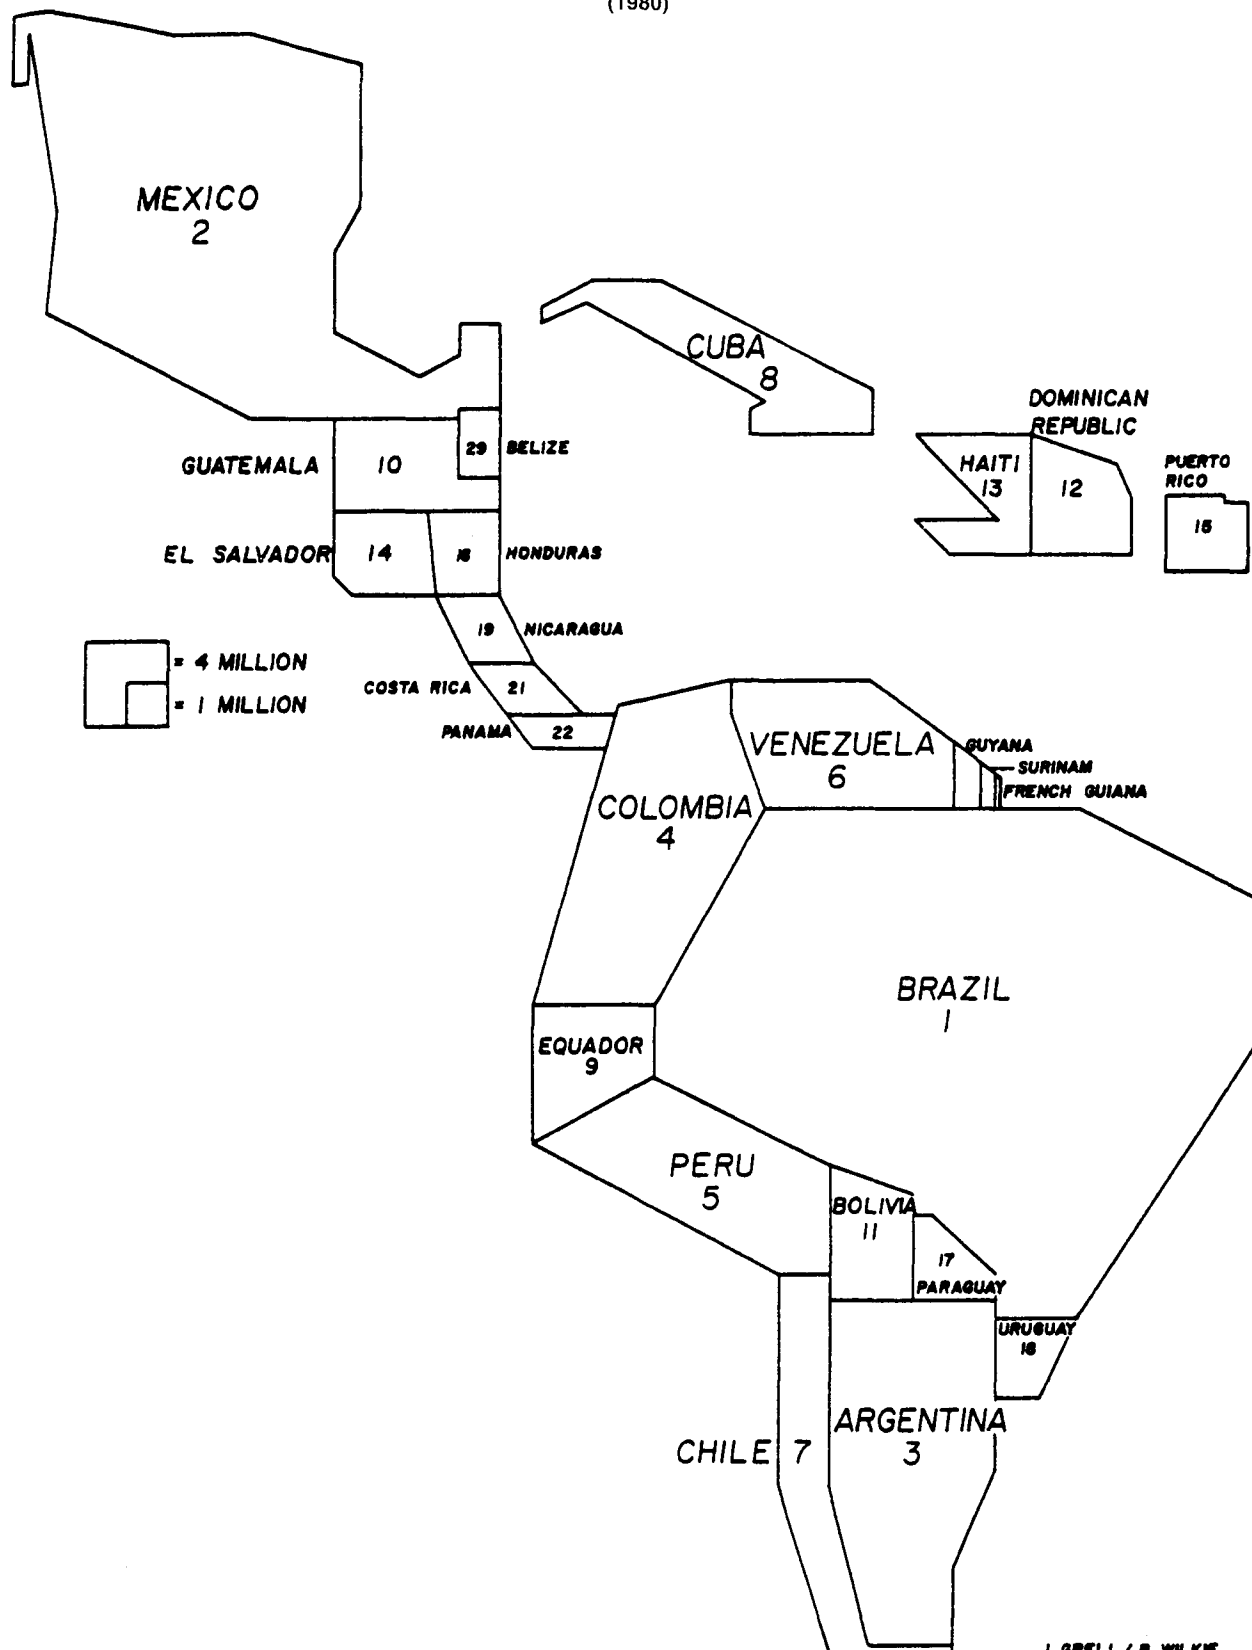 (1980)
MEXICO
2
CUBA
8
DOMINICAN
REPUBLIC
GUATEMALA
10
29
BELIZE
HAITI
13
12
PUERTO
RICO
15
EL SALVADOR
14
16
HONDURAS
19
NICARAGUA
= 4 MILLION
= 1 MILLION
COSTA RICA
21
PANAMA
22
VENEZUELA
6
GUYANA
SURINAM
FRENCH GUIANA
COLOMBIA
4
BRAZIL
1
EQUADOR
9
PERU
5
BOLIVIA
11
17
PARAGUAY
URUGUAY
18
ARGENTINA
3
CHILE 7